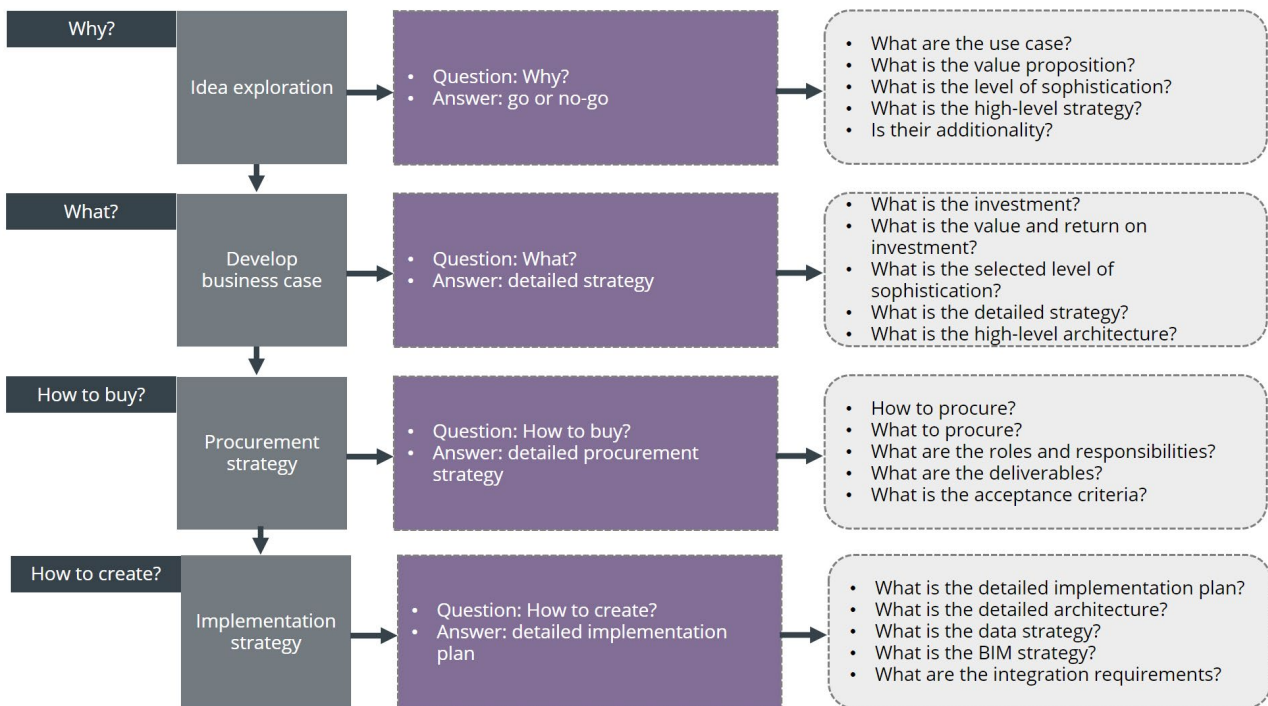 Why?
Idea exploration
• Question: Why?
• Answer: go or no-go
• What are the use case?
• What is the value proposition?
• What is the level of sophistication?
• What is the high-level strategy?
• Is their additionality?
What?
Develop
business case
• Question: What?
• Answer: detailed strategy
• What is the investment?
• What is the value and return on
investment?
• What is the selected level of
sophistication?
• What is the detailed strategy?
• What is the high-level architecture?
How to buy?
Procurement
strategy
• Question: How to buy?
• Answer: detailed procurement
strategy
• How to procure?
• What to procure?
• What are the roles and responsibilities?
• What are the deliverables?
• What is the acceptance criteria?
How to create?
Implementation
strategy
• Question: How to create?
• Answer: detailed implementation
plan
• What is the detailed implementation plan?
• What is the detailed architecture?
• What is the data strategy?
• What is the BIM strategy?
• What are the integration requirements?